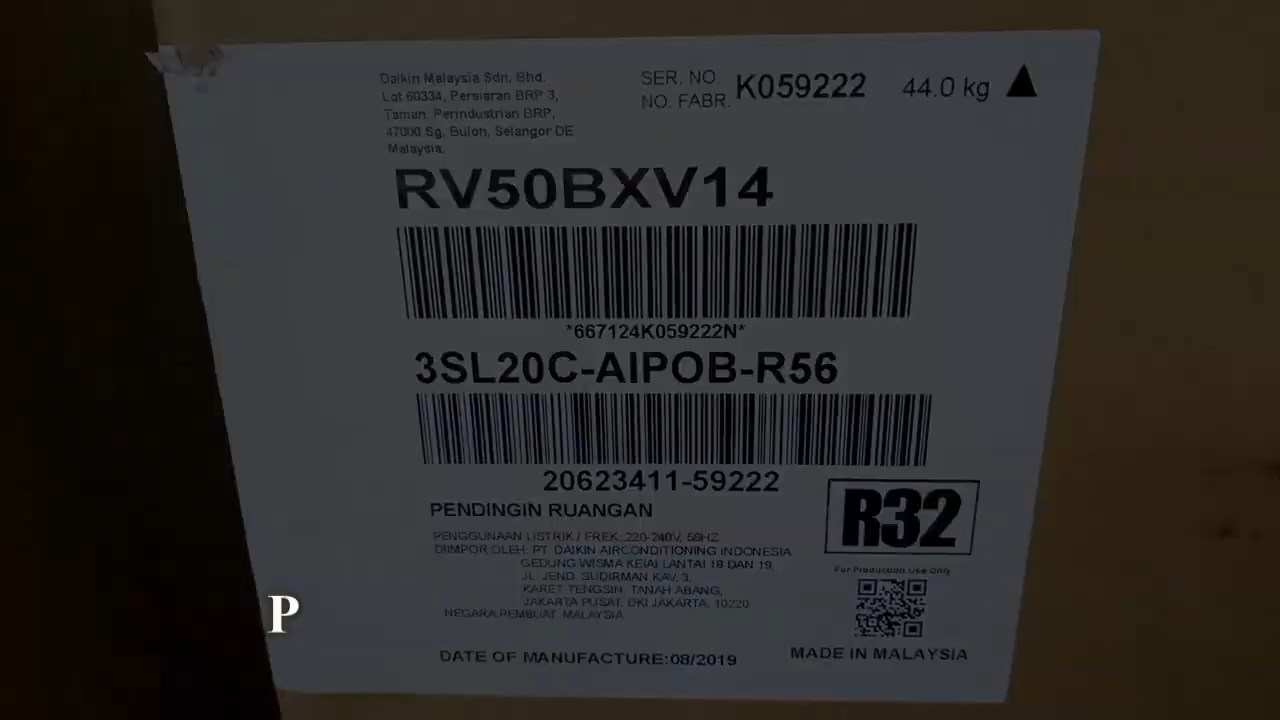 Daikin Malaysia Sdn. Bhd.
Lot 60334, Persiaran BRP 3,
Taman, Perindustrian BRP,
47000 Sg. Buloh, Selangor DE
Malaysia.
SER. NO.
NO. FABR.
K059222
44.0 kg
RV50BXV14
*667124K059222N*
3SL20C-AIPOB-R56
20623411-59222
PENDINGIN RUANGAN
R32
PENGGUNAAN LISTRIK / FREK. 220-240V, 50HZ
DIIMPOR OLEH: PT. DAIKIN AIRCONDITIONING INDONESIA
GEDUNG WISMA KEIAI LANTAI 18 DAN 19,
JL. JEND. SUDIRMAN KAV. 3,
KARET TENGSIN, TANAH ABANG,
JAKARTA PUSAT, DKI JAKARTA, 10220
NEGARA PEMBUAT: MALAYSIA
For Production Use Only
P
DATE OF MANUFACTURE:08/2019
MADE IN MALAYSIA